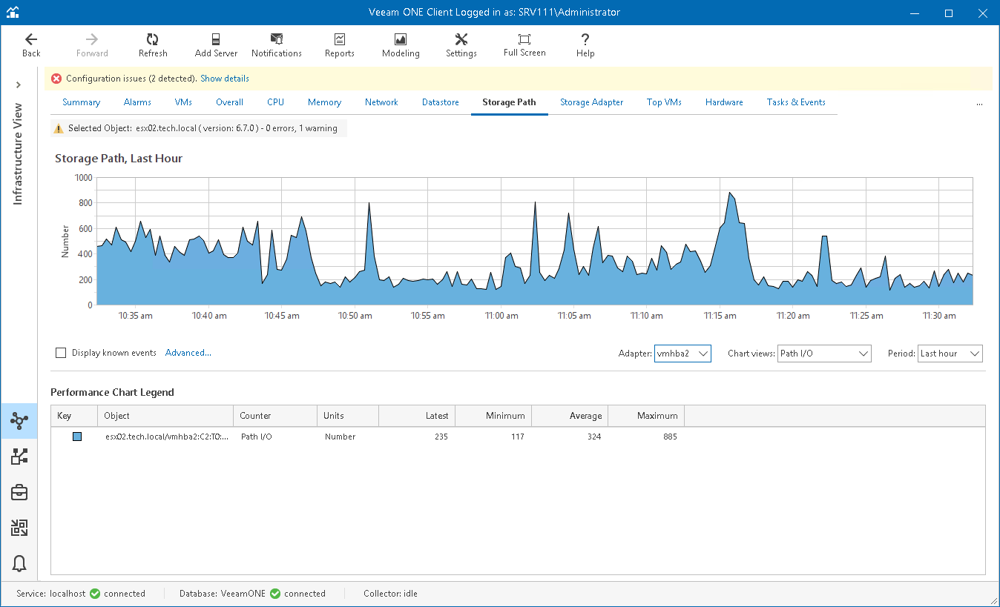 Veeam ONE Client Logged in as: SRV111\Administrator
Back Forward Refresh Add Server Notifications Reports Modeling Settings Full Screen Help
Configuration issues (2 detected). Show details
Infrastructure View
Summary Alarms VMs Overall CPU Memory Network Datastore Storage Path Storage Adapter Top VMs Hardware Tasks & Events ...
Selected Object: esx02.tech.local ( version: 6.7.0 ) - 0 errors, 1 warning
Storage Path, Last Hour
Number
1000
800
600
400
200
0
10:35 am 10:40 am 10:45 am 10:50 am 10:55 am 11:00 am 11:05 am 11:10 am 11:15 am 11:20 am 11:25 am 11:30 am
Display known events Advanced... Adapter: vmhba2 Chart views: Path I/O Period: Last hour
Performance Chart Legend
Key Object Counter Units Latest Minimum Average Maximum
esx02.tech.local/vmhba2:C2:T0:... Path I/O Number 235 117 324 885
Service: localhost connected Database: VeeamONE connected Collector: idle